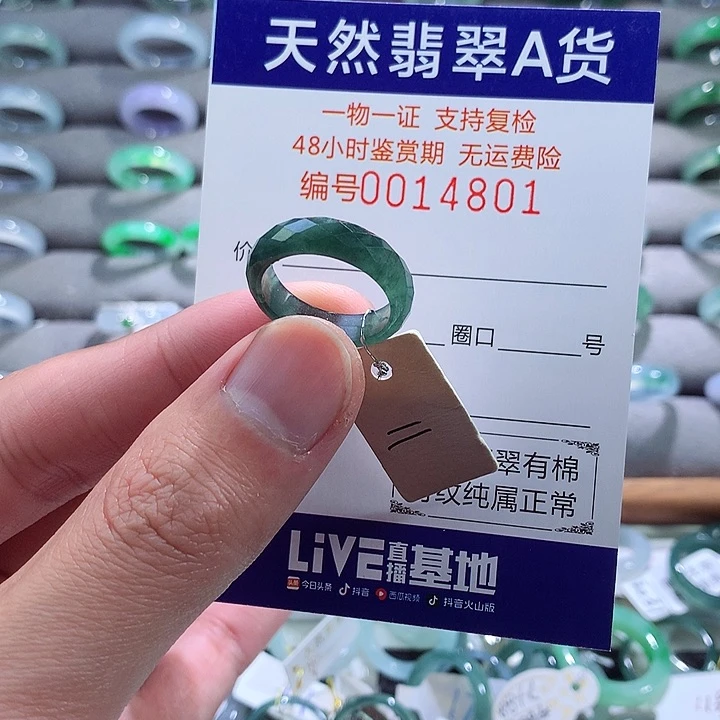 天然翡翠A货
一物一证 支持复检
48小时鉴赏期 无运费险
编号0014801
价
圈口 号
翠有棉
纹纯属正常
LiVE直播基地
头条 今日头条 抖音 西瓜视频 抖音火山版